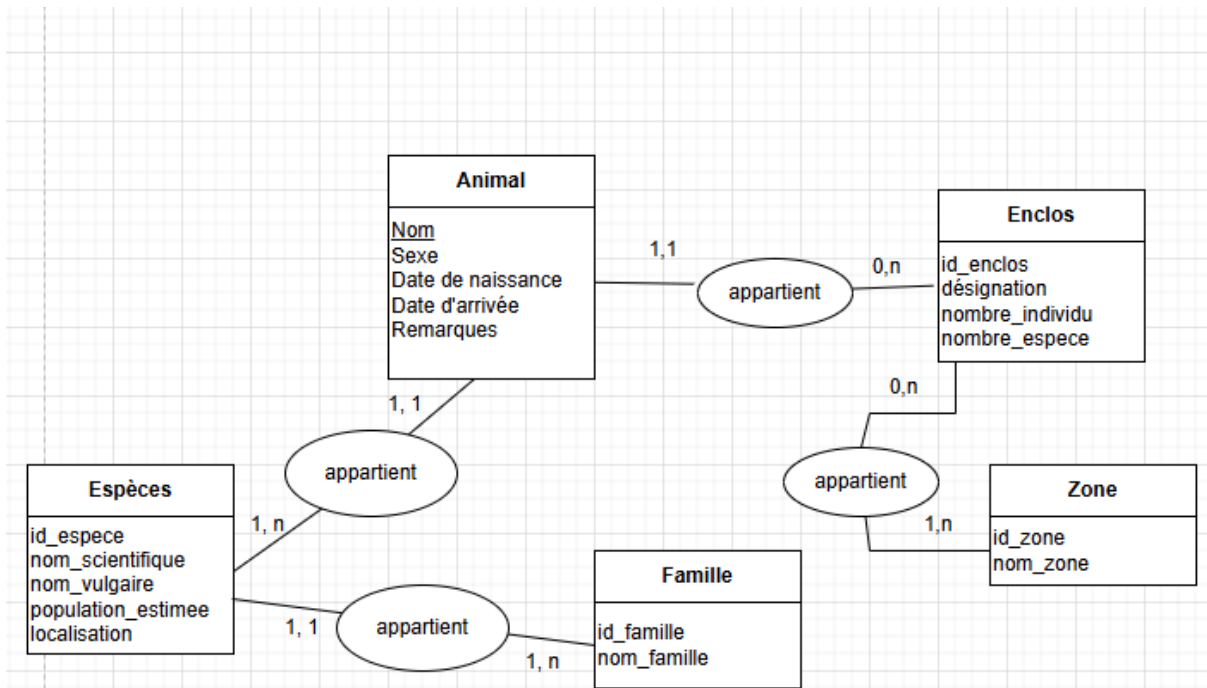 Animal
Nom
Sexe
Date de naissance
Date d'arrivée
Remarques
1,1
appartient
0,n
Enclos
id_enclos
désignation
nombre_individu
nombre_espece
0,n
appartient
1,n
Zone
id_zone
nom_zone
1, 1
appartient
1, n
Espèces
id_espece
nom_scientifique
nom_vulgaire
population_estimee
localisation
1, 1
appartient
1, n
Famille
id_famille
nom_famille